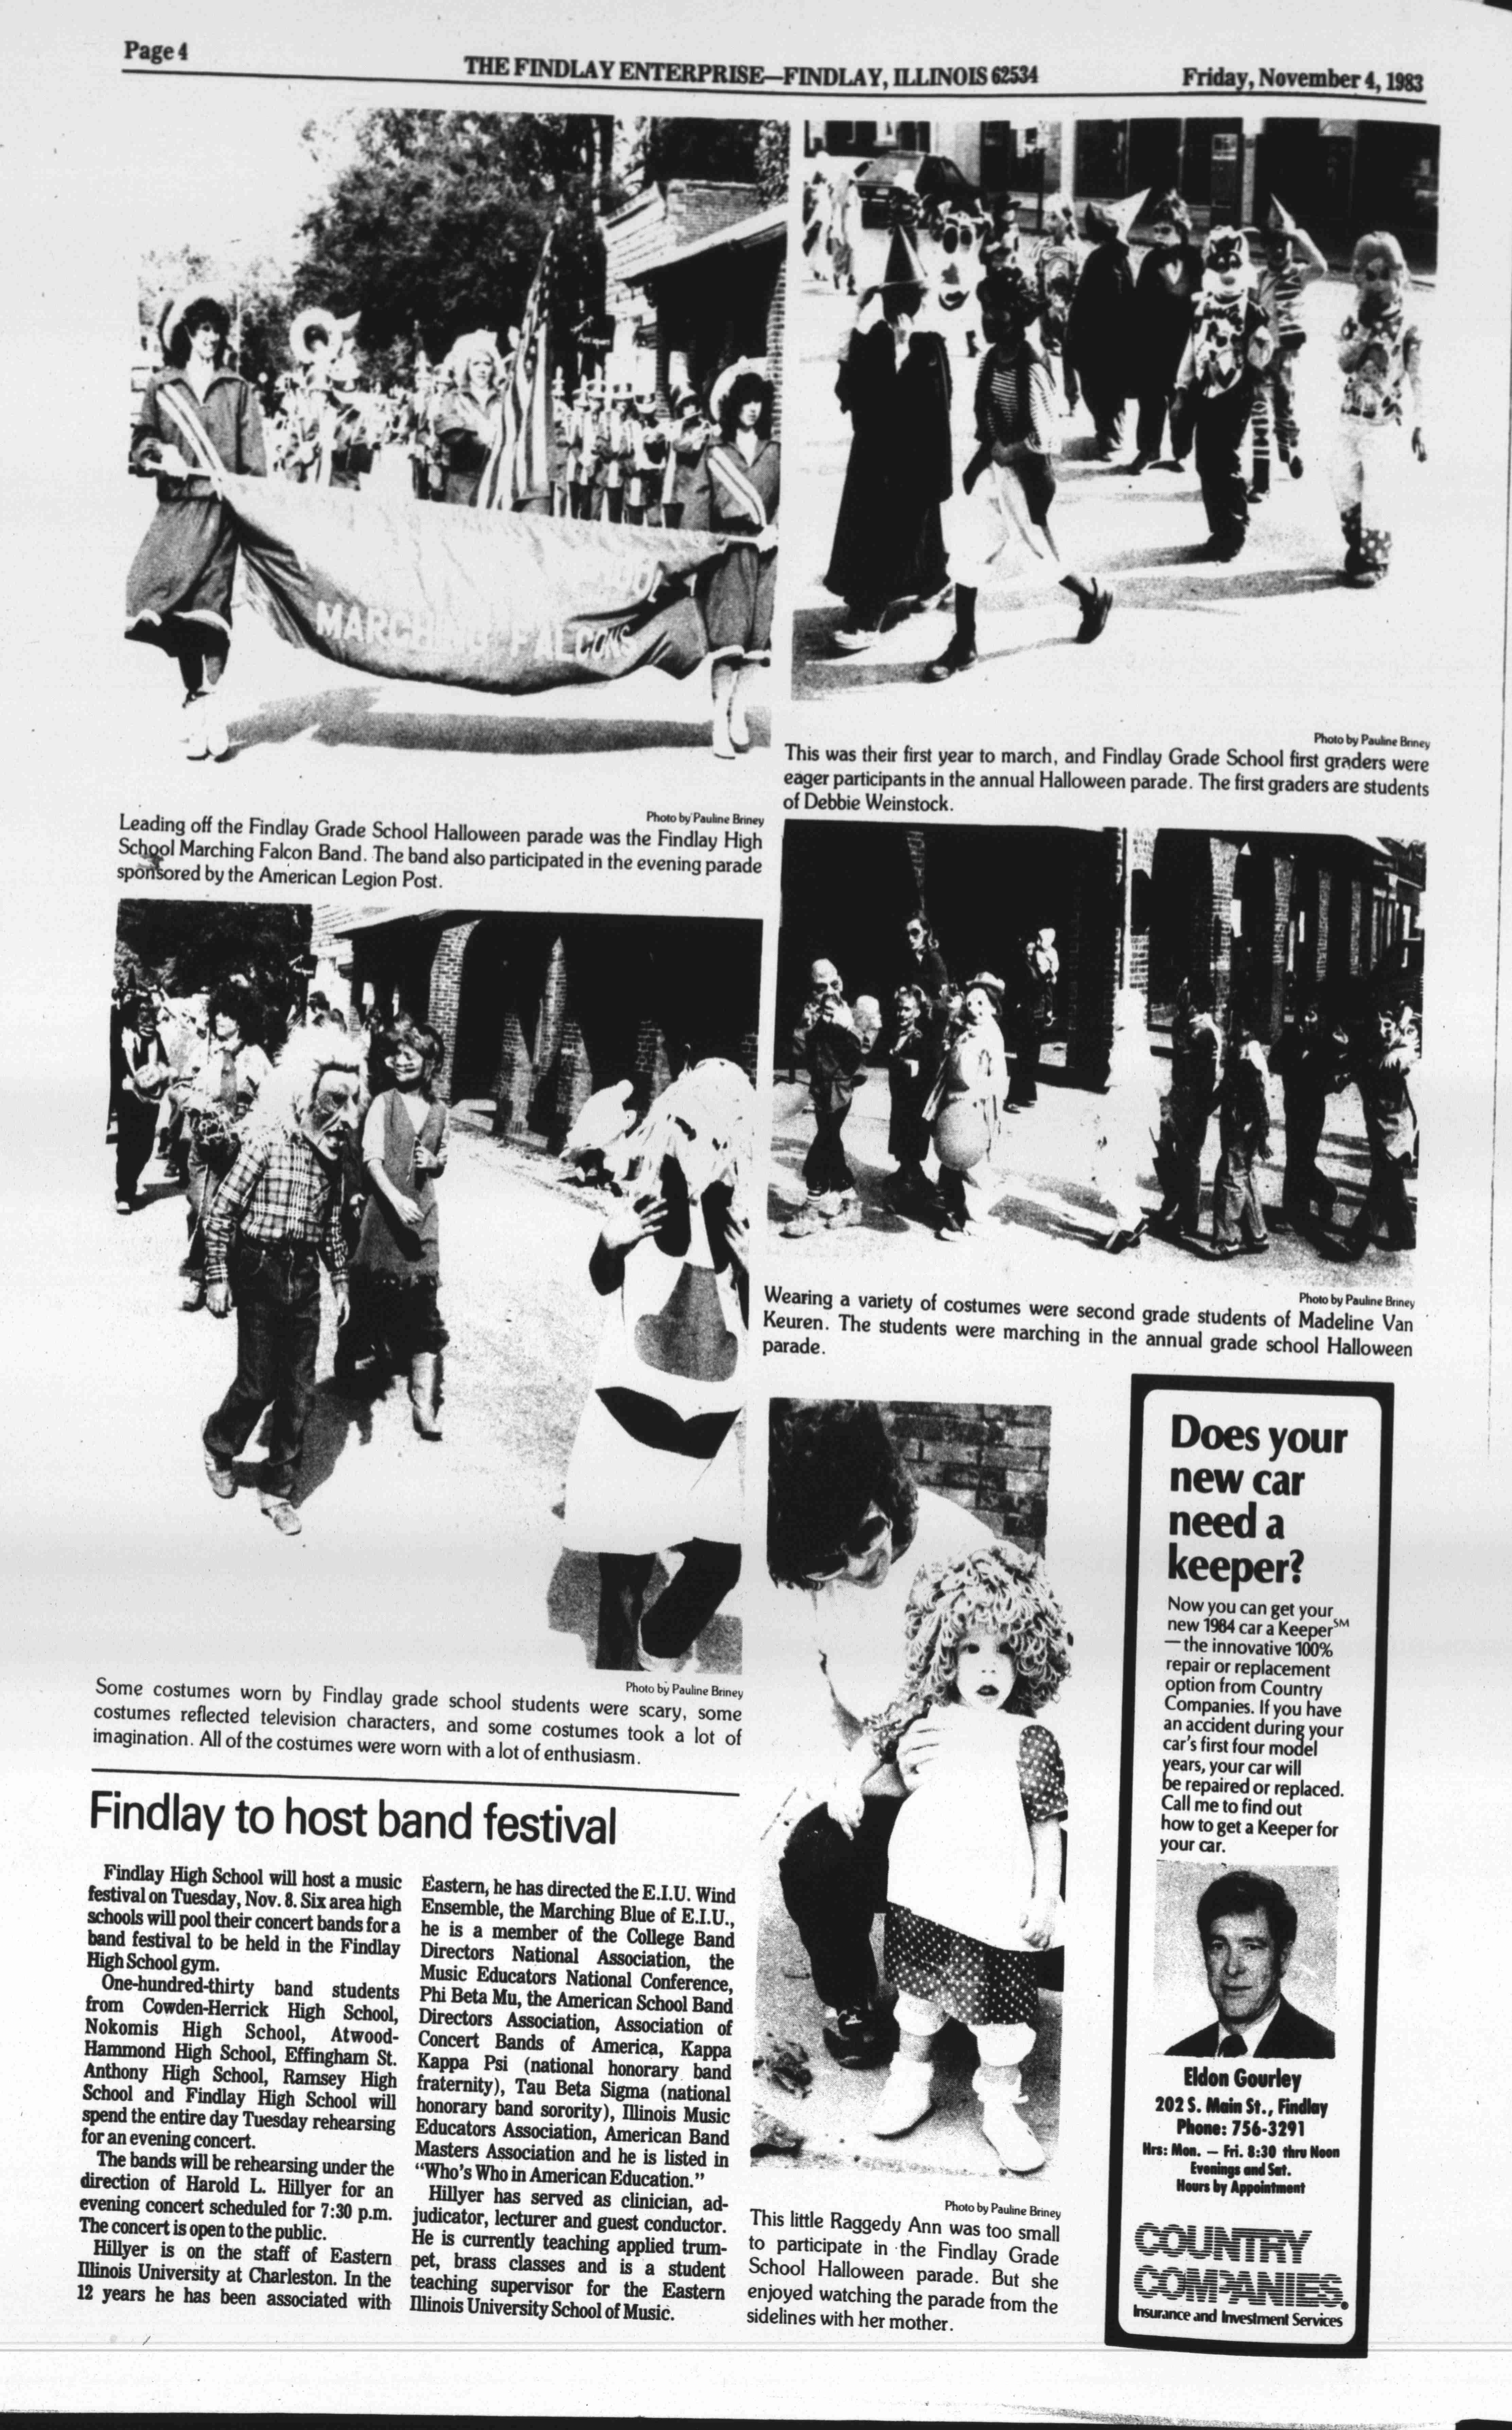 Page 4
THE FINDLAY ENTERPRISE—FINDLAY, ILLINOIS 62534
Friday, November 4, 1983
MARCHING FALCONS
Photo by Pauline Briney
Leading off the Findlay Grade School Halloween parade was the Findlay High
School Marching Falcon Band. The band also participated in the evening parade
sponsored by the American Legion Post.
Photo by Pauline Briney
This was their first year to march, and Findlay Grade School first graders were
eager participants in the annual Halloween parade. The first graders are students
of Debbie Weinstock.
Photo by Pauline Briney
Wearing a variety of costumes were second grade students of Madeline Van
Keuren. The students were marching in the annual grade school Halloween
parade.
Photo by Pauline Briney
Some costumes worn by Findlay grade school students were scary, some
costumes reflected television characters, and some costumes took a lot of
imagination. All of the costumes were worn with a lot of enthusiasm.
Findlay to host band festival
Findlay High School will host a music
festival on Tuesday, Nov. 8. Six area high
schools will pool their concert bands for a
band festival to be held in the Findlay
High School gym.
One-hundred-thirty band students
from Cowden-Herrick High School,
Nokomis High School, Atwood-
Hammond High School, Effingham St.
Anthony High School, Ramsey High
School and Findlay High School will
spend the entire day Tuesday rehearsing
for an evening concert.
The bands will be rehearsing under the
direction of Harold L. Hillyer for an
evening concert scheduled for 7:30 p.m.
The concert is open to the public.
Hillyer is on the staff of Eastern
Illinois University at Charleston. In the
12 years he has been associated with
Eastern, he has directed the E.I.U. Wind
Ensemble, the Marching Blue of E.I.U.,
he is a member of the College Band
Directors National Association, the
Music Educators National Conference,
Phi Beta Mu, the American School Band
Directors Association, Association of
Concert Bands of America, Kappa
Kappa Psi (national honorary band
fraternity), Tau Beta Sigma (national
honorary band sorority), Illinois Music
Educators Association, American Band
Masters Association and he is listed in
“Who’s Who in American Education.”
Hillyer has served as clinician, ad-
judicator, lecturer and guest conductor.
He is currently teaching applied trum-
pet, brass classes and is a student
teaching supervisor for the Eastern
Illinois University School of Music.
Photo by Pauline Briney
This little Raggedy Ann was too small
to participate in the Findlay Grade
School Halloween parade. But she
enjoyed watching the parade from the
sidelines with her mother.
Does your
new car
need a
keeper?
Now you can get your
new 1984 car a Keeper℠
—the innovative 100%
repair or replacement
option from Country
Companies. If you have
an accident during your
car's first four model
years, your car will
be repaired or replaced.
Call me to find out
how to get a Keeper for
your car.
Eldon Gourley
202 S. Main St., Findlay
Phone: 756-3291
Hrs: Mon. — Fri. 8:30 thru Noon
Evenings and Sat.
Hours by Appointment
COUNTRY
COMPANIES®
Insurance and Investment Services